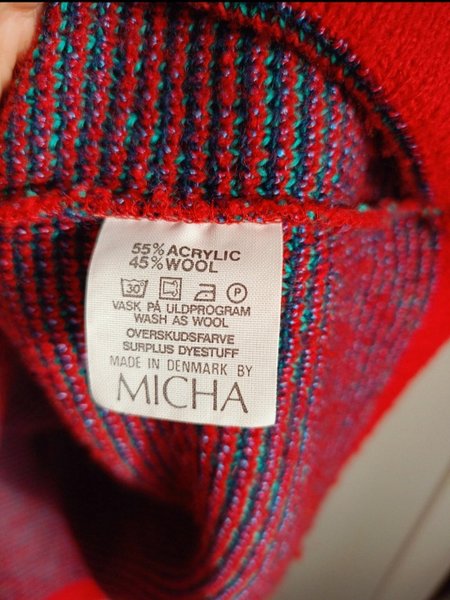 55% ACRYLIC
45% WOOL
30° P
VASK PÅ ULDPROGRAM
WASH AS WOOL
OVERSKUDSFARVE
SURPLUS DYESTUFF
MADE IN DENMARK BY
MICHA